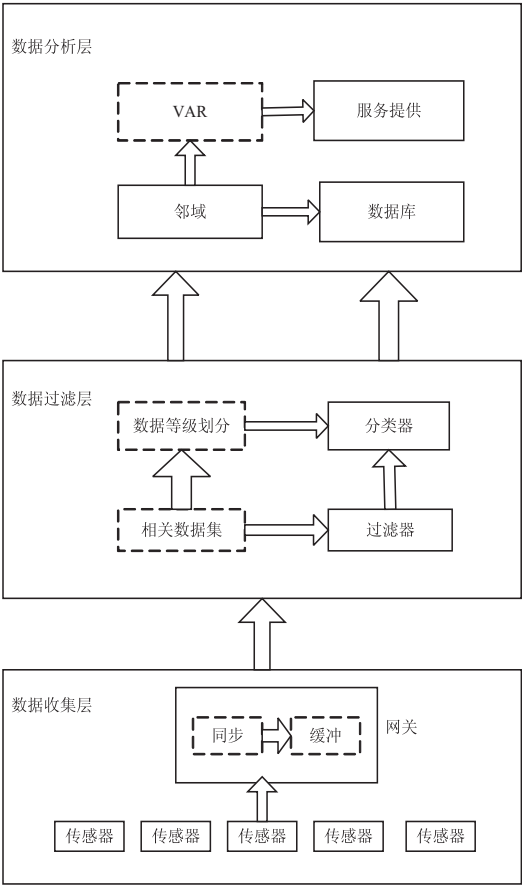 数据分析层
VAR
服务提供
邻域
数据库
数据过滤层
数据等级划分
分类器
相关数据集
过滤器
数据收集层
网关
同步
缓冲
传感器
传感器
传感器
传感器
传感器